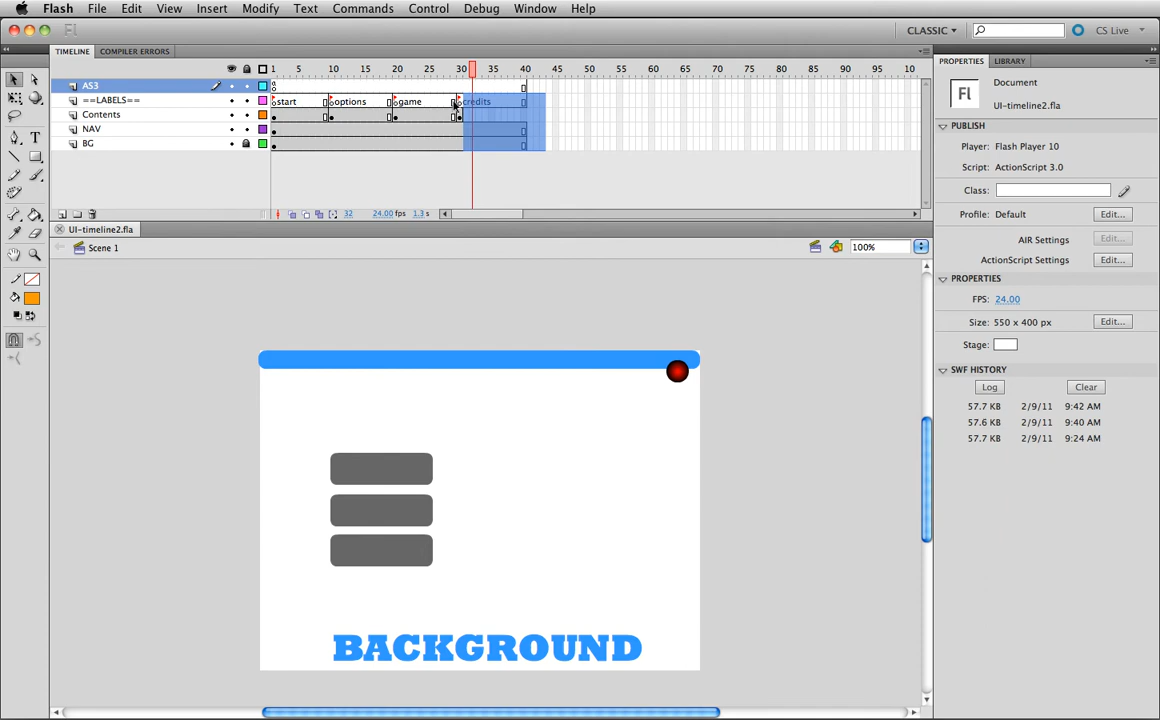 Flash File Edit View Insert Modify Text Commands Control Debug Window Help
Fl CLASSIC CS Live
TIMELINE COMPILER ERRORS
1 5 10 15 20 25 30 35 40 45 50 55 60 65 70 75 80 85 90 95 100
AS3
==LABELS== start options game credits
Contents
NAV
BG
32 24.00 fps 1.3 s
UI-timeline2.fla
Scene 1 100%
BACKGROUND
PROPERTIES LIBRARY
Fl Document
UI-timeline2.fla
PUBLISH
Player: Flash Player 10
Script: ActionScript 3.0
Class:
Profile: Default Edit...
AIR Settings Edit...
ActionScript Settings Edit...
PROPERTIES
FPS: 24.00
Size: 550 x 400 px Edit...
Stage:
SWF HISTORY
Log Clear
57.7 KB 2/9/11 9:42 AM
57.6 KB 2/9/11 9:40 AM
57.7 KB 2/9/11 9:24 AM